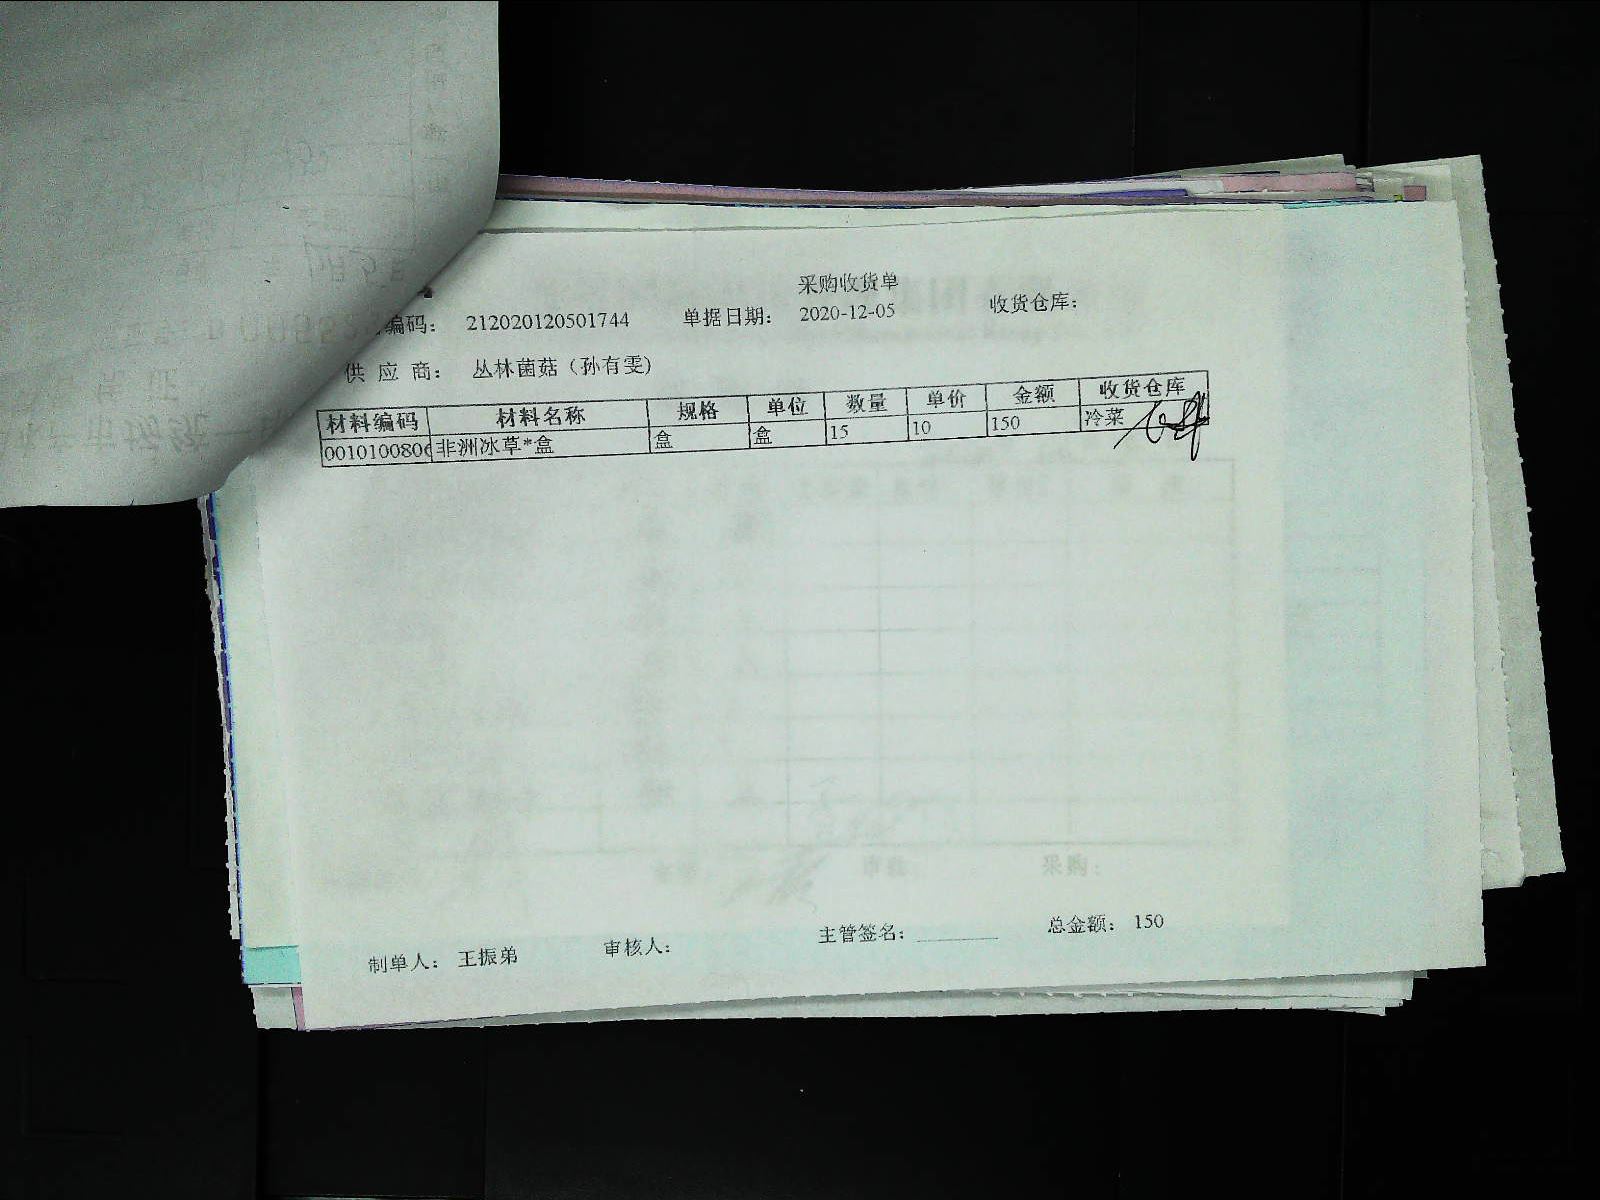 采购收货单
编码： 212020120501744 单据日期： 2020-12-05 收货仓库：
供 应 商： 丛林菌菇（孙有雯)
材料编码 材料名称 规格 单位 数量 单价 金额 收货仓库
0010100806 非洲冰草*盒 盒 盒 15 10 150 冷菜
采购：
制单人： 王振弟 审核人： 主管签名： 总金额： 150